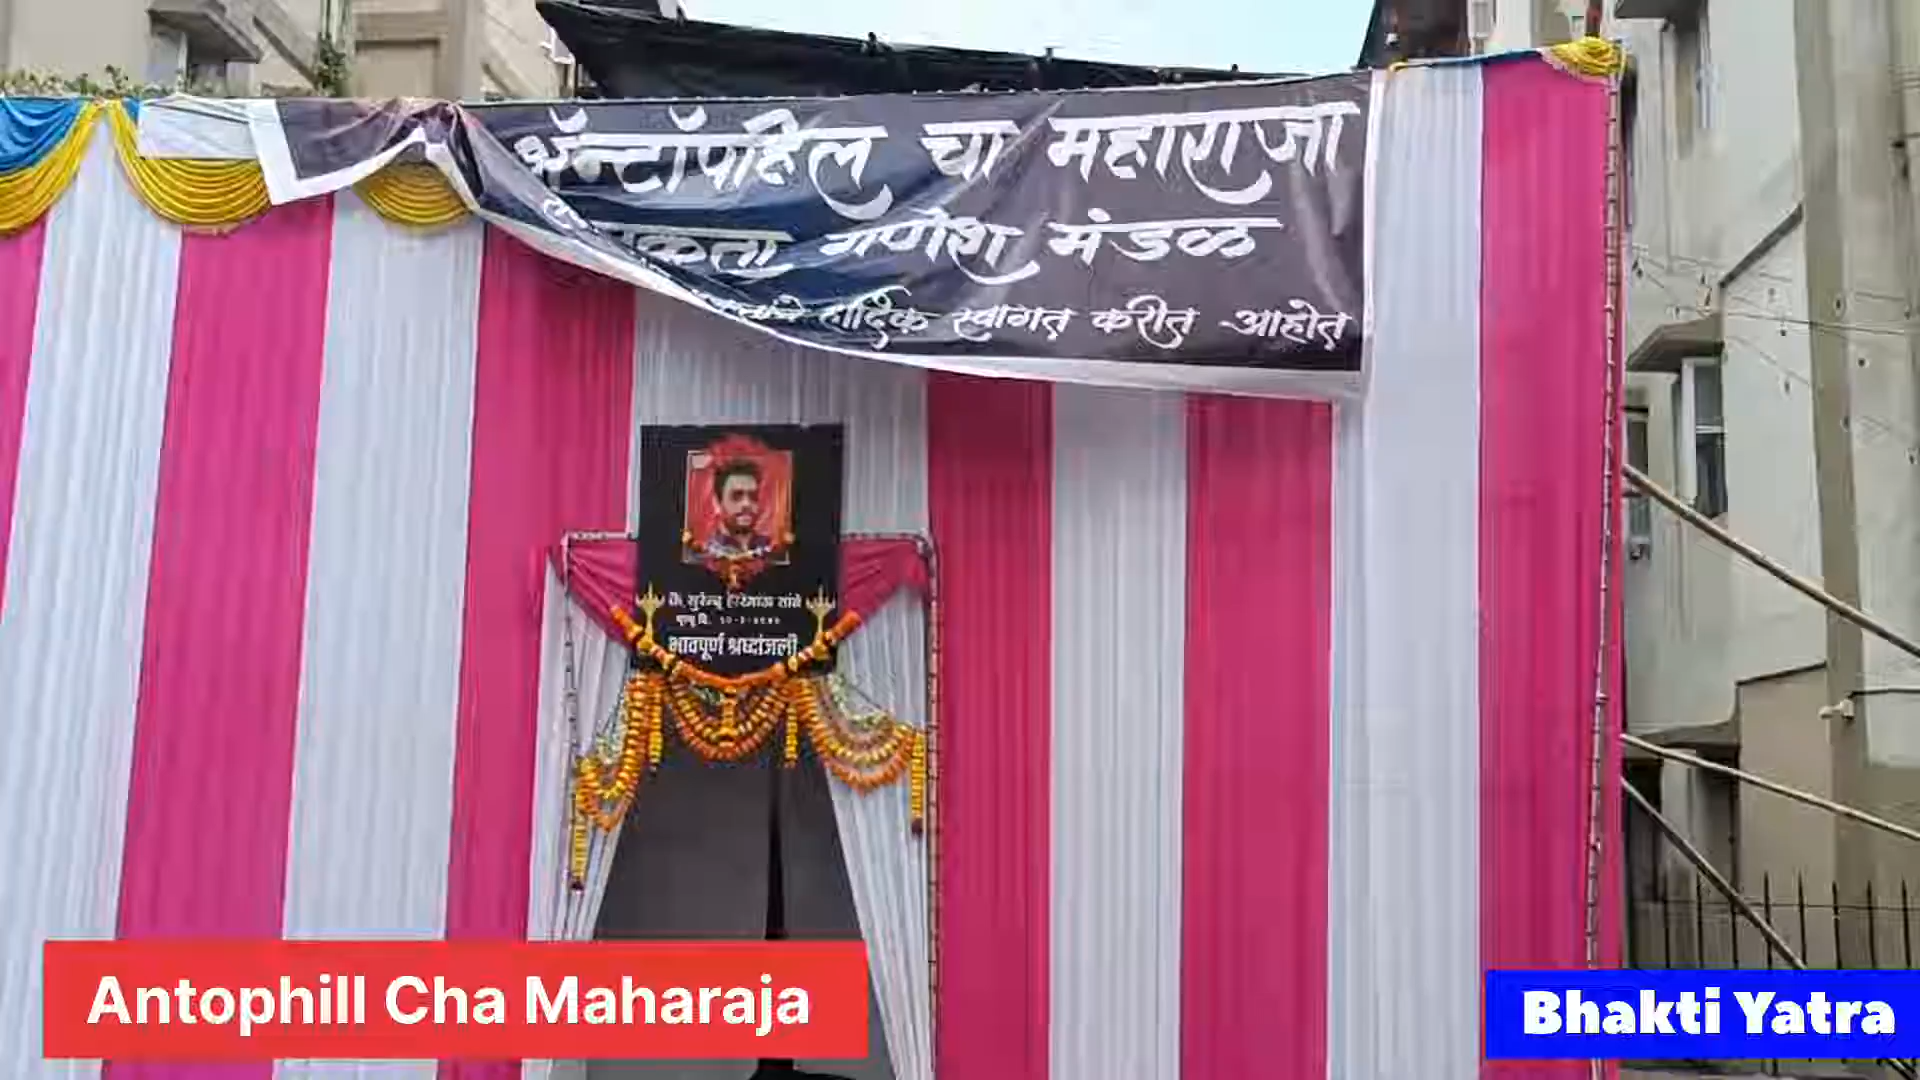 ॲन्टॉपहिल चा महाराजा
गणेश मंडळ
हार्दिक स्वागत करीत आहोत
कै. सुरेन्द्र
भावपूर्ण श्रध्दांजली
Antophill Cha Maharaja
Bhakti Yatra